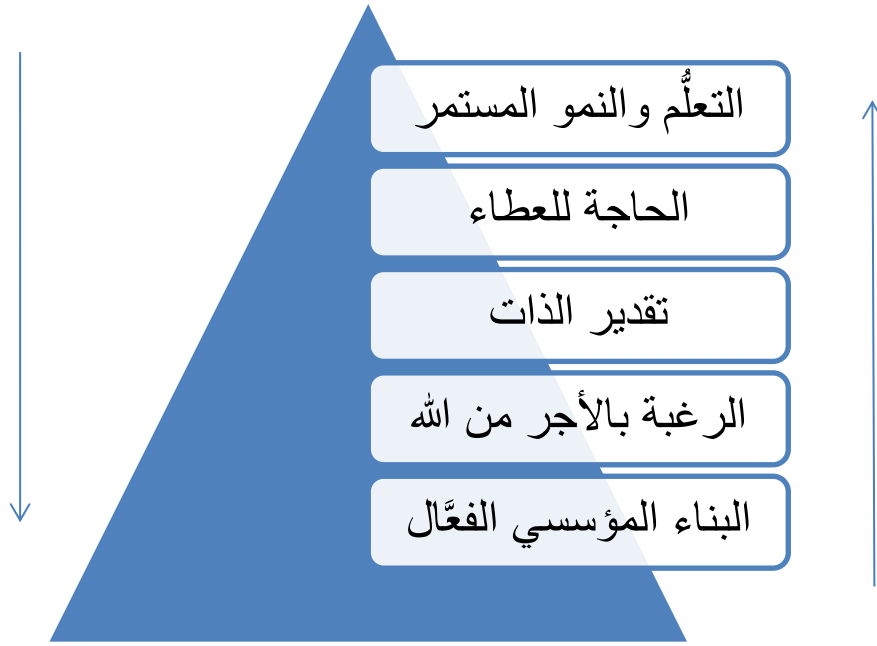 التعلُّم والنمو المستمر
الحاجة للعطاء
تقدير الذات
الرغبة بالأجر من الله
البناء المؤسسي الفعَّال